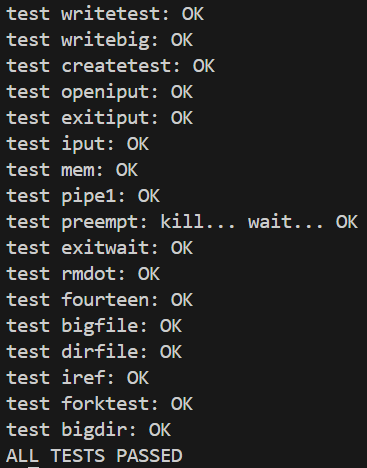 test writetest: OK
test writebig: OK
test createtest: OK
test openiput: OK
test exitiput: OK
test iput: OK
test mem: OK
test pipe1: OK
test preempt: kill... wait... OK
test exitwait: OK
test rmdot: OK
test fourteen: OK
test bigfile: OK
test dirfile: OK
test iref: OK
test forktest: OK
test bigdir: OK
ALL TESTS PASSED